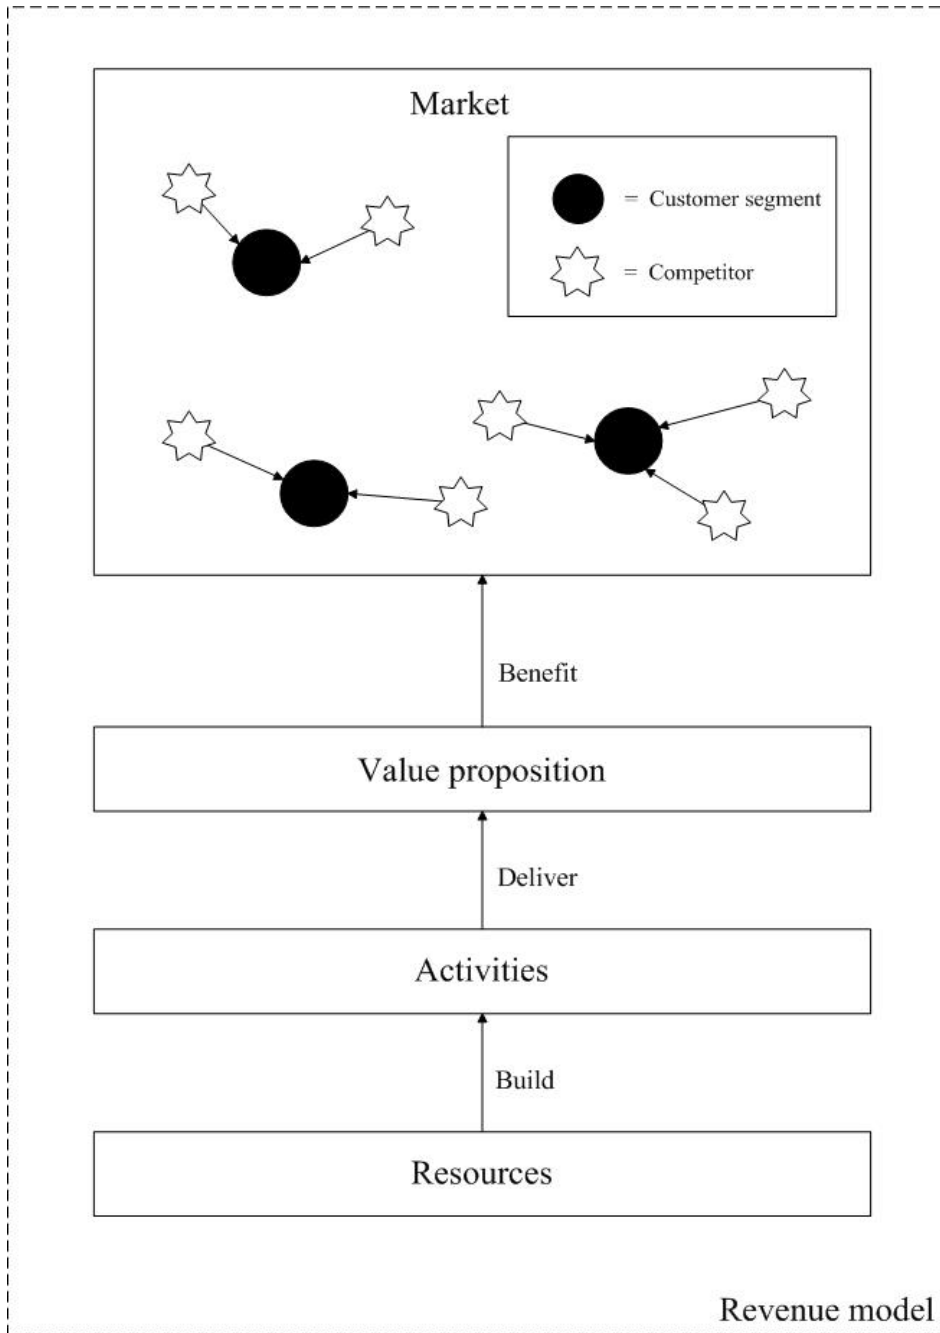 Market
= Customer segment
= Competitor
Benefit
Value proposition
Deliver
Activities
Build
Resources
Revenue model